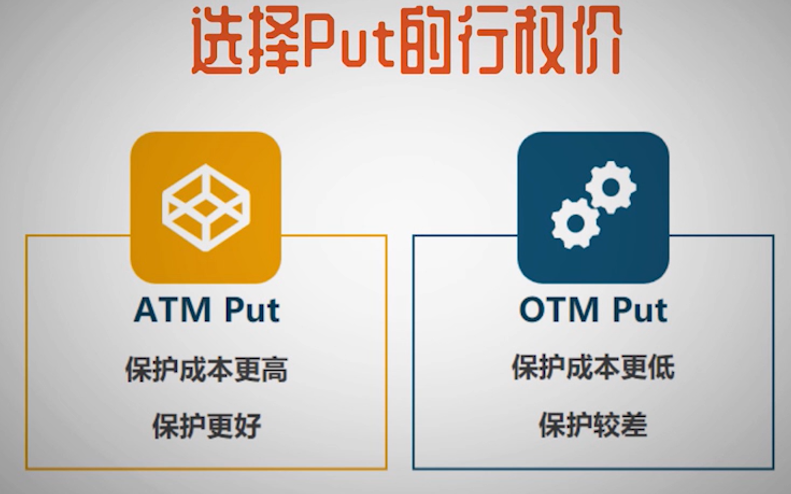 选择Put的行权价
ATM Put
保护成本更高
保护更好
OTM Put
保护成本更低
保护较差